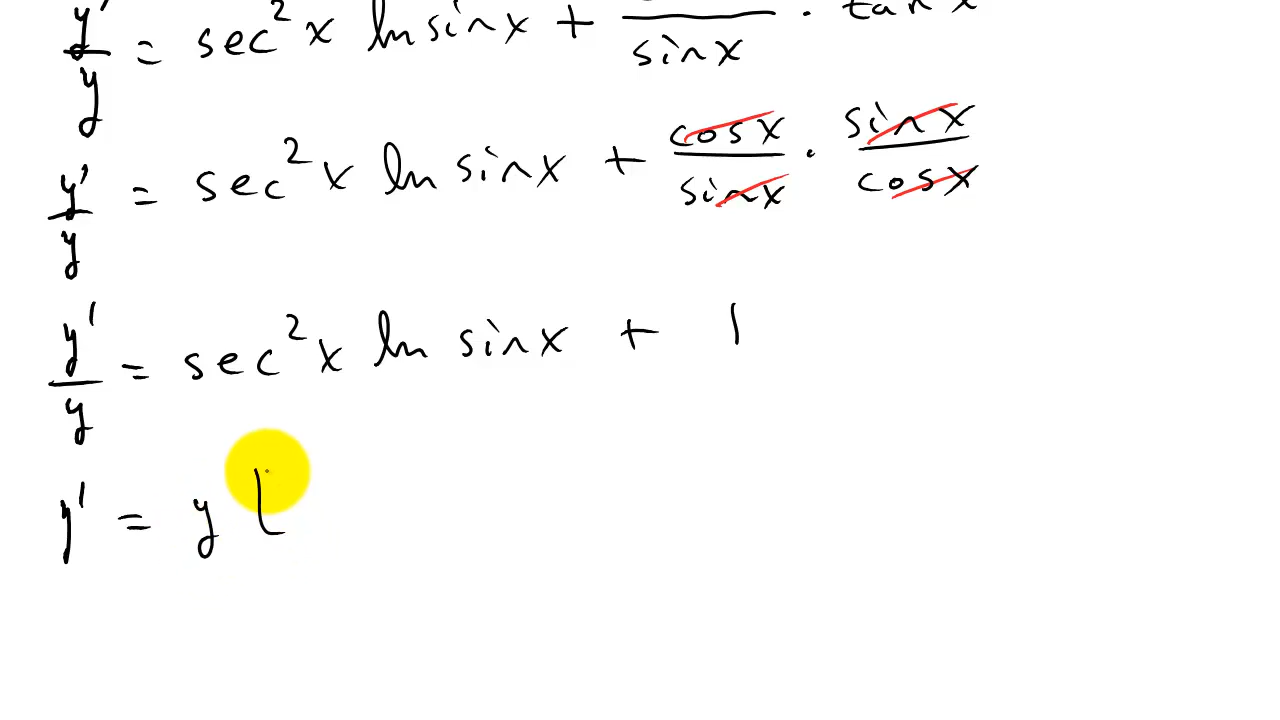 y'/y = sec²x ln sinx + /sinx · tan x
y'/y = sec²x ln sinx + cosx/sinx · sinx/cosx
y'/y = sec²x ln sinx + 1
y' = y [